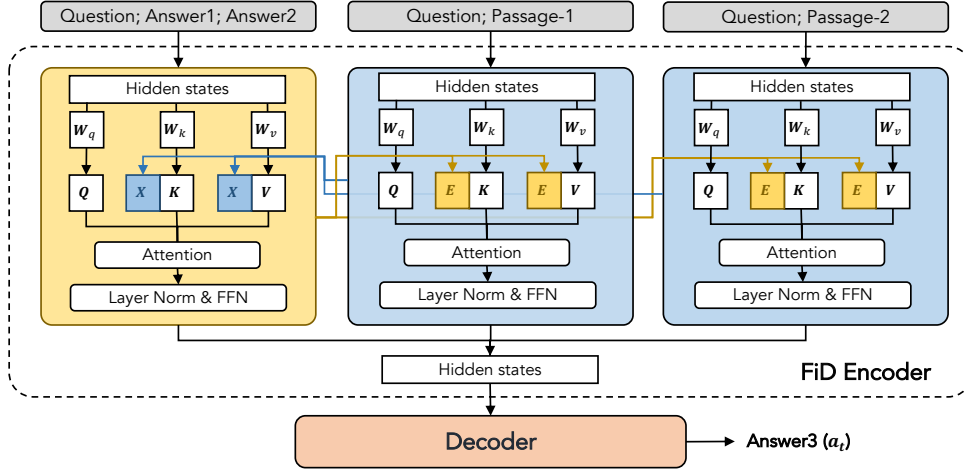 Question; Answer1; Answer2
Question; Passage-1
Question; Passage-2
Hidden states
Hidden states
Hidden states
W_q
W_k
W_v
W_q
W_k
W_v
W_q
W_k
W_v
Q
X
K
X
V
Q
E
K
E
V
Q
E
K
E
V
Attention
Attention
Attention
Layer Norm & FFN
Layer Norm & FFN
Layer Norm & FFN
Hidden states
FiD Encoder
Decoder
Answer3 (a_t)